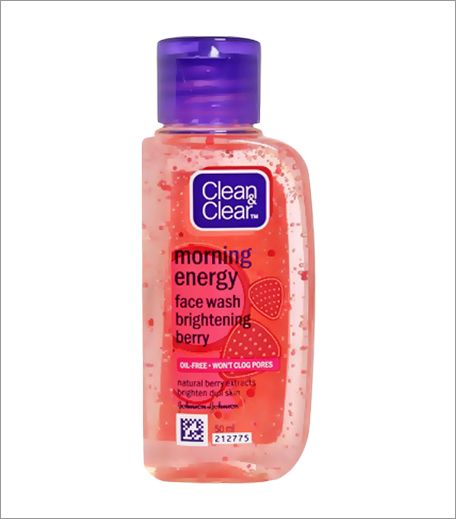 Clean &
Clear™
morning
energy
face wash
brightening
berry
OIL-FREE • WON'T CLOG PORES
natural berry extracts
brighten dull skin
Johnson & Johnson
50 ml
212775